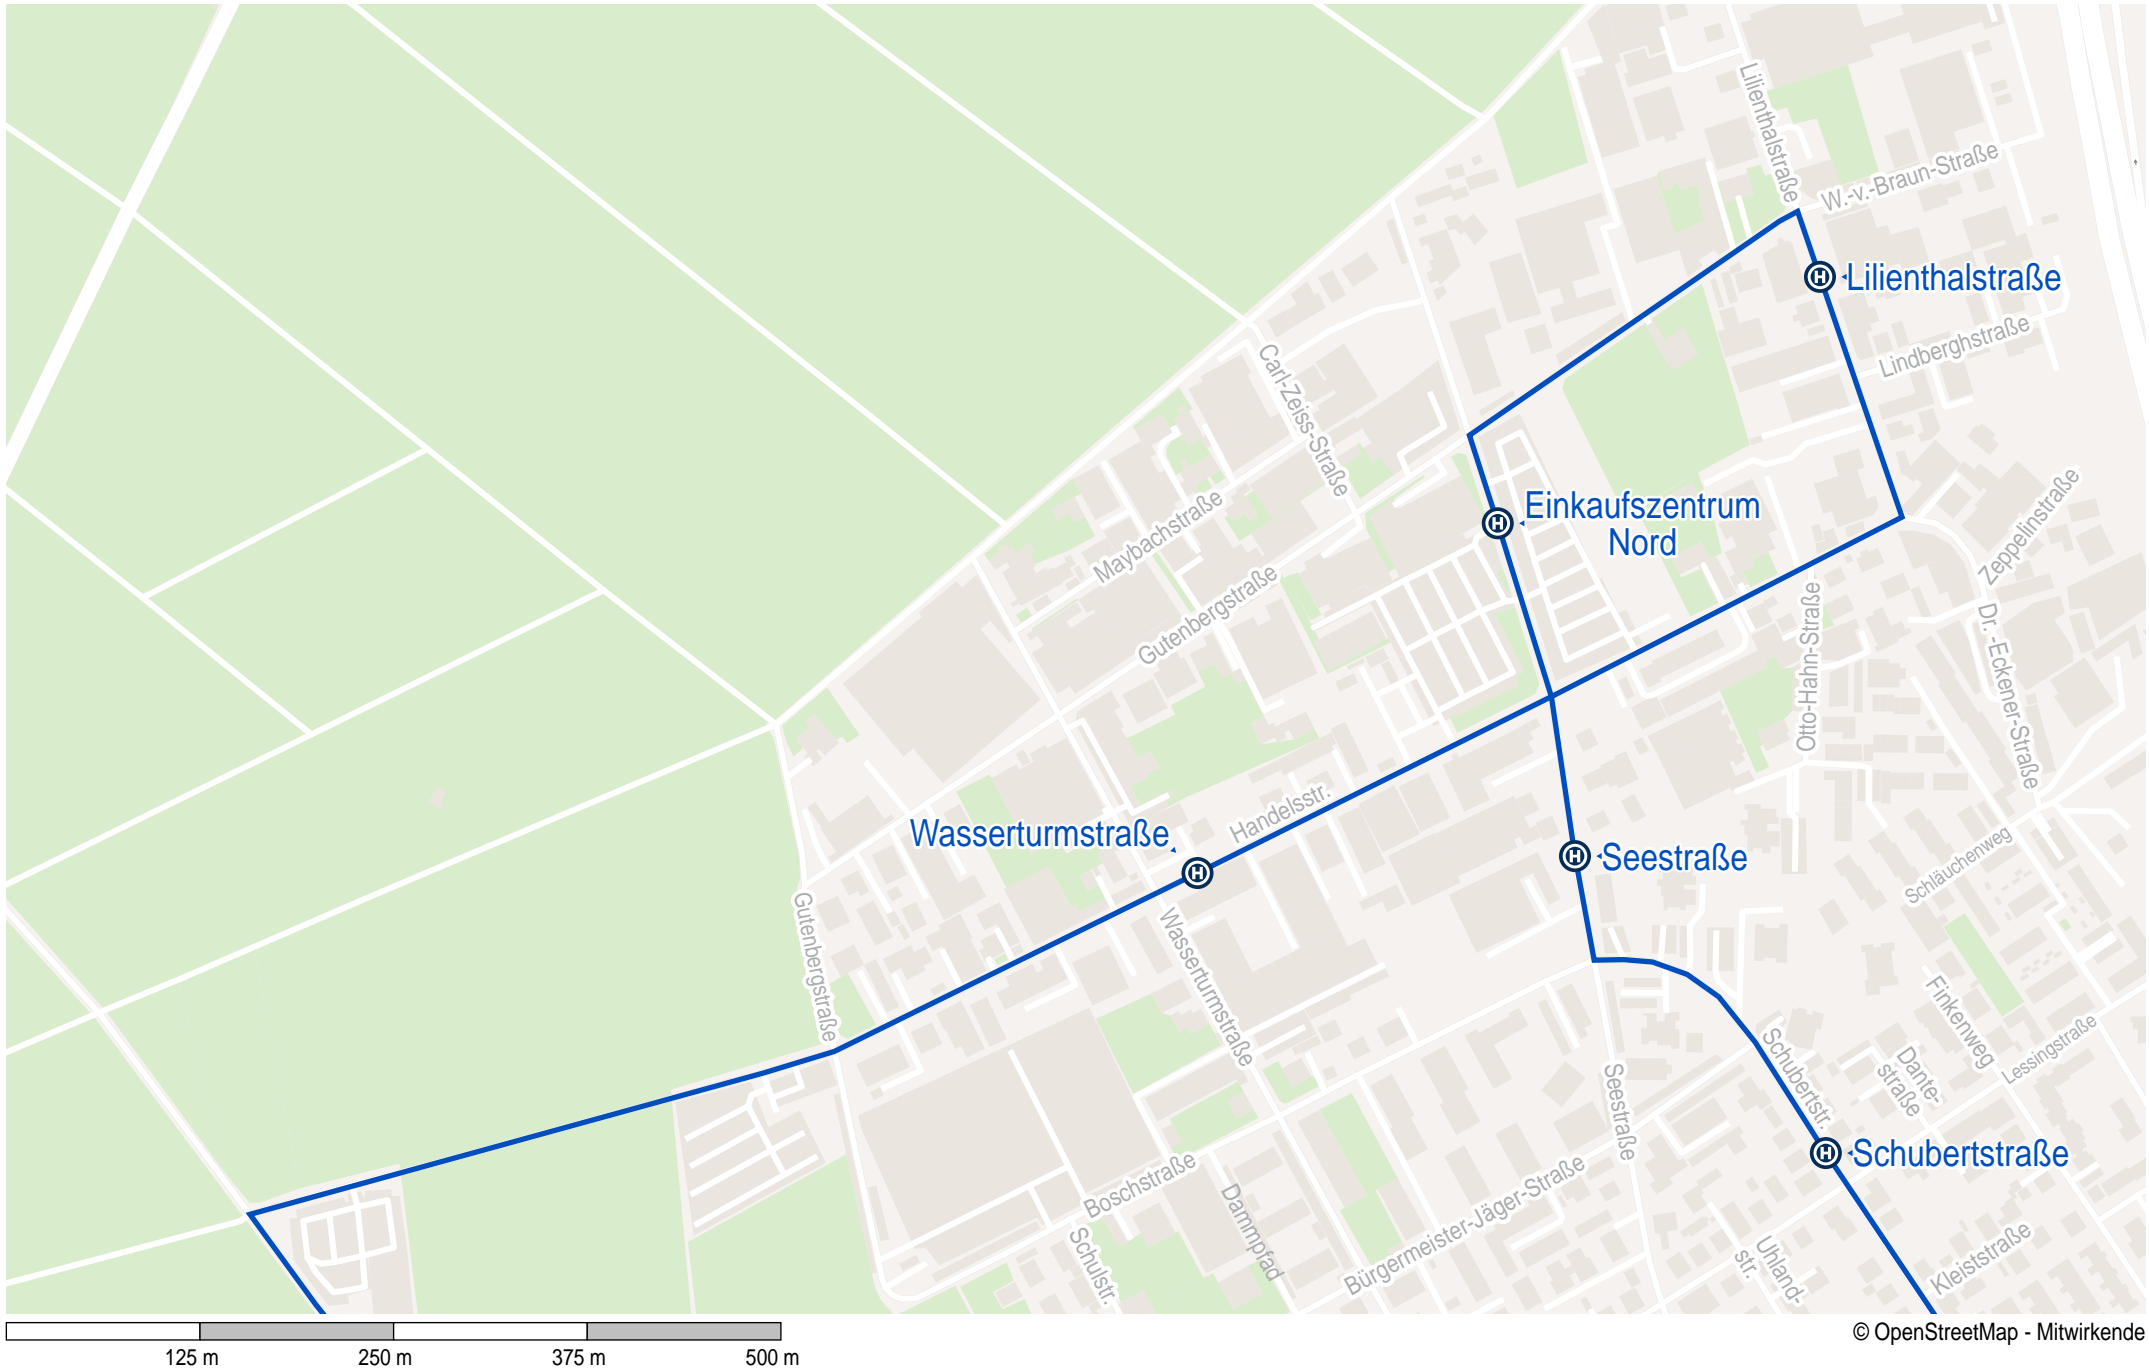 Lilienthalstraße
W.-v.-Braun-Straße
Lilienthalstraße
Lindberghstraße
Carl-Zeiss-Straße
Maybachstraße
Einkaufszentrum
Nord
Zeppelinstraße
Gutenbergstraße
Otto-Hahn-Straße
Dr. -Eckener-Straße
Handelsstr.
Wasserturmstraße
Seestraße
Schläuchenweg
Gutenbergstraße
Wasserturmstraße
Finkenweg
Lessingstraße
Dante-
straße
Schubertstr.
Seestraße
Schubertstraße
Boschstraße
Bürgermeister-Jäger-Straße
Dammpfad
Schulstr.
Uhland-
str.
Kleiststraße
© OpenStreetMap - Mitwirkende
125 m
250 m
375 m
500 m